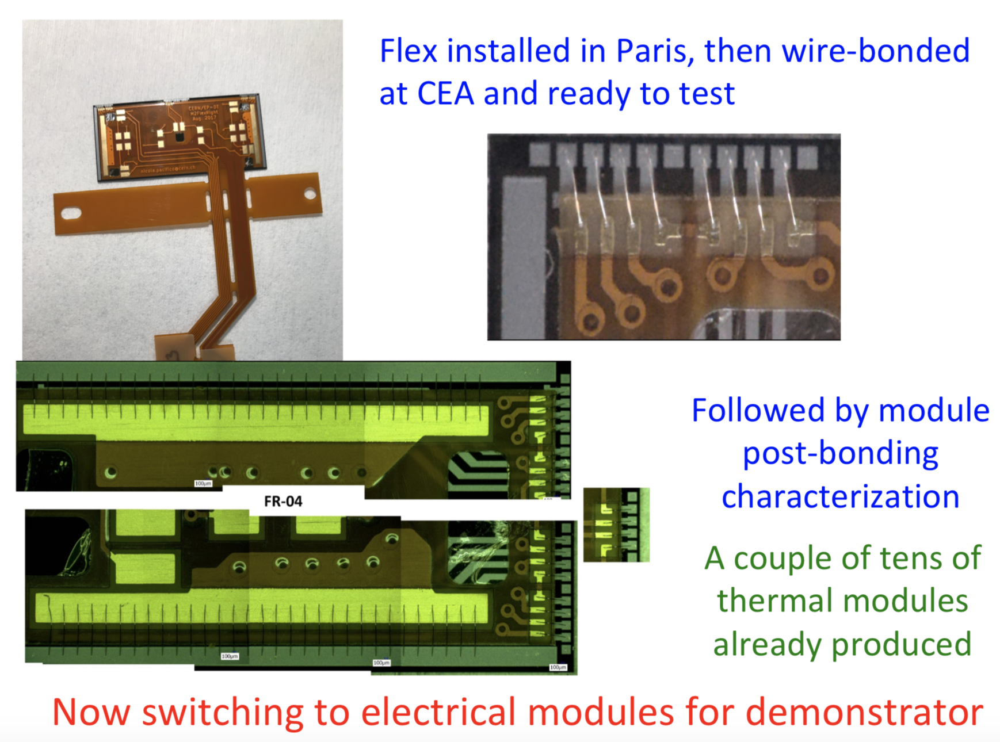 Flex installed in Paris, then wire-bonded
at CEA and ready to test
CERN/EP-DT
M2FlexRight
Aug. 2017
nicola.pacifico@cern.ch
100µm
FR-04
100µm
100µm
100µm
Followed by module
post-bonding
characterization
A couple of tens of
thermal modules
already produced
Now switching to electrical modules for demonstrator